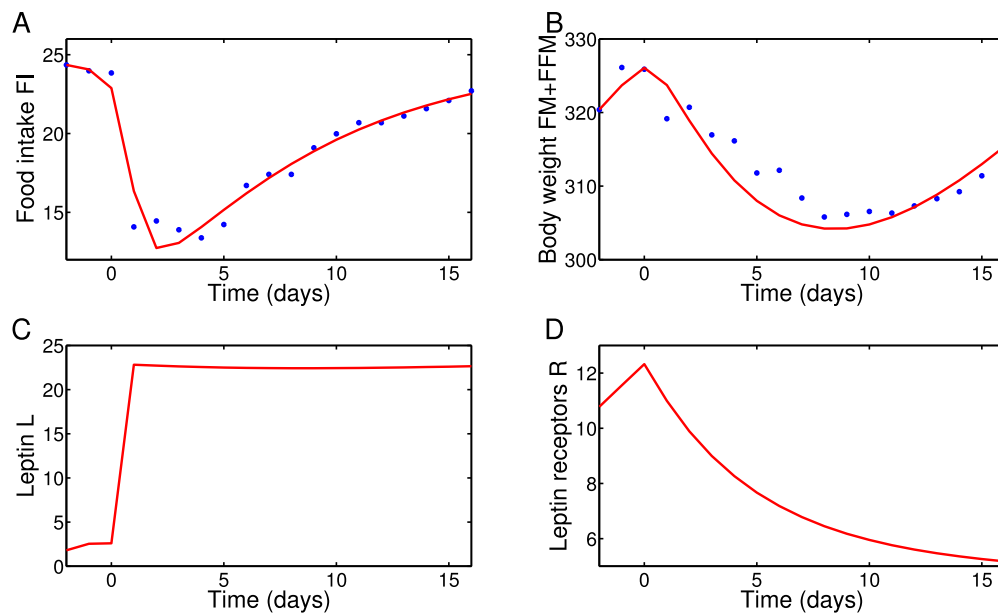 A
Food intake FI
25
20
15
0
5
10
15
Time (days)
B
Body weight FM+FFM
330
320
310
300
0
5
10
15
Time (days)
C
Leptin L
25
20
15
10
5
0
0
5
10
15
Time (days)
D
Leptin receptors R
12
10
8
6
0
5
10
15
Time (days)